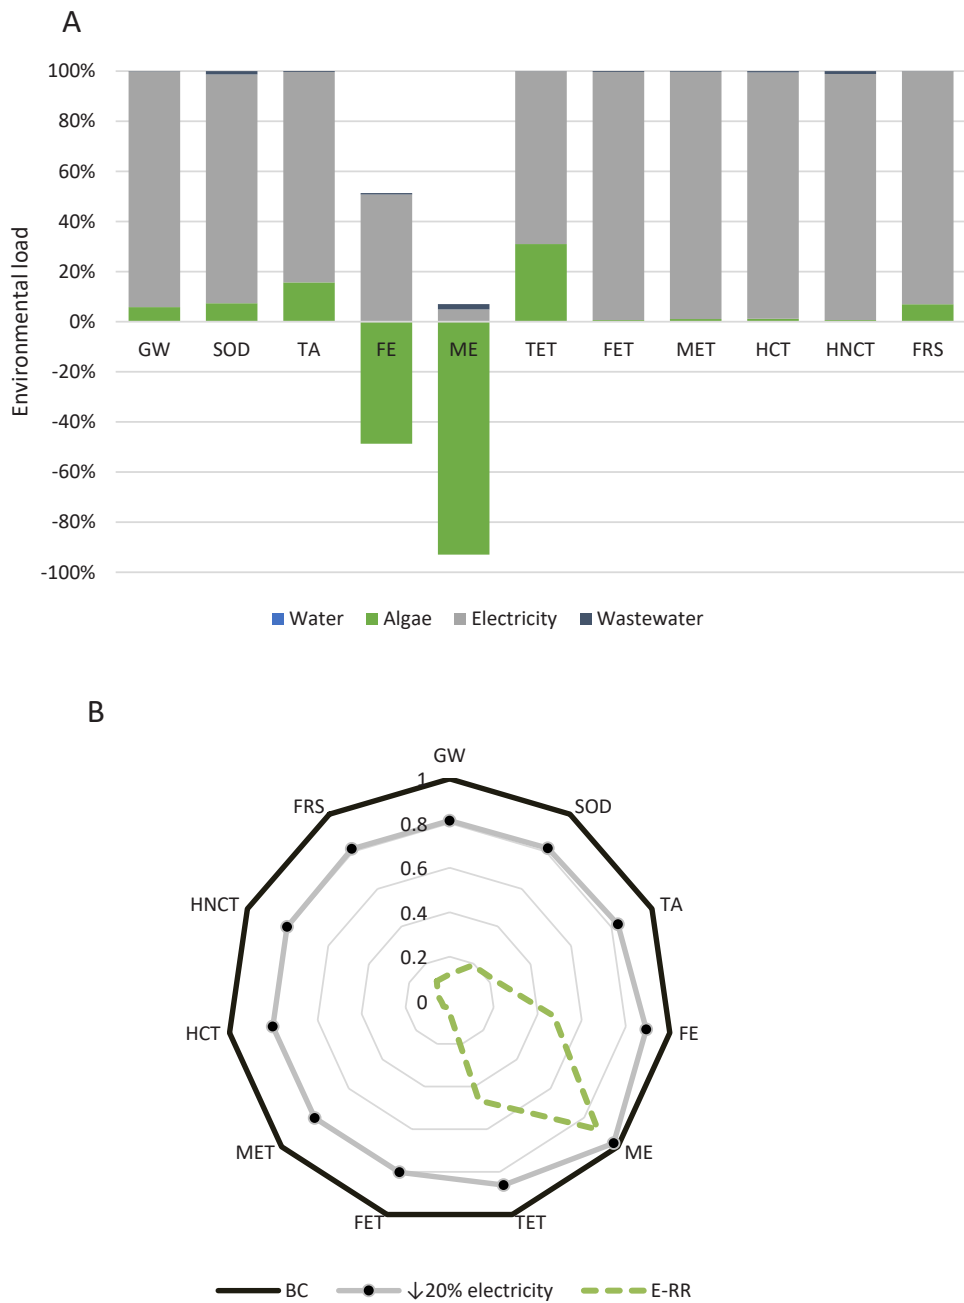 A
100%
80%
60%
40%
20%
0%
-20%
-40%
-60%
-80%
-100%
Environmental load
GW SOD TA FE ME TET FET MET HCT HNCT FRS
Water Algae Electricity Wastewater
B
GW
SOD
TA
FE
ME
TET
FET
MET
HCT
HNCT
FRS
1
0.8
0.6
0.4
0.2
0
BC ↓20% electricity E-RR